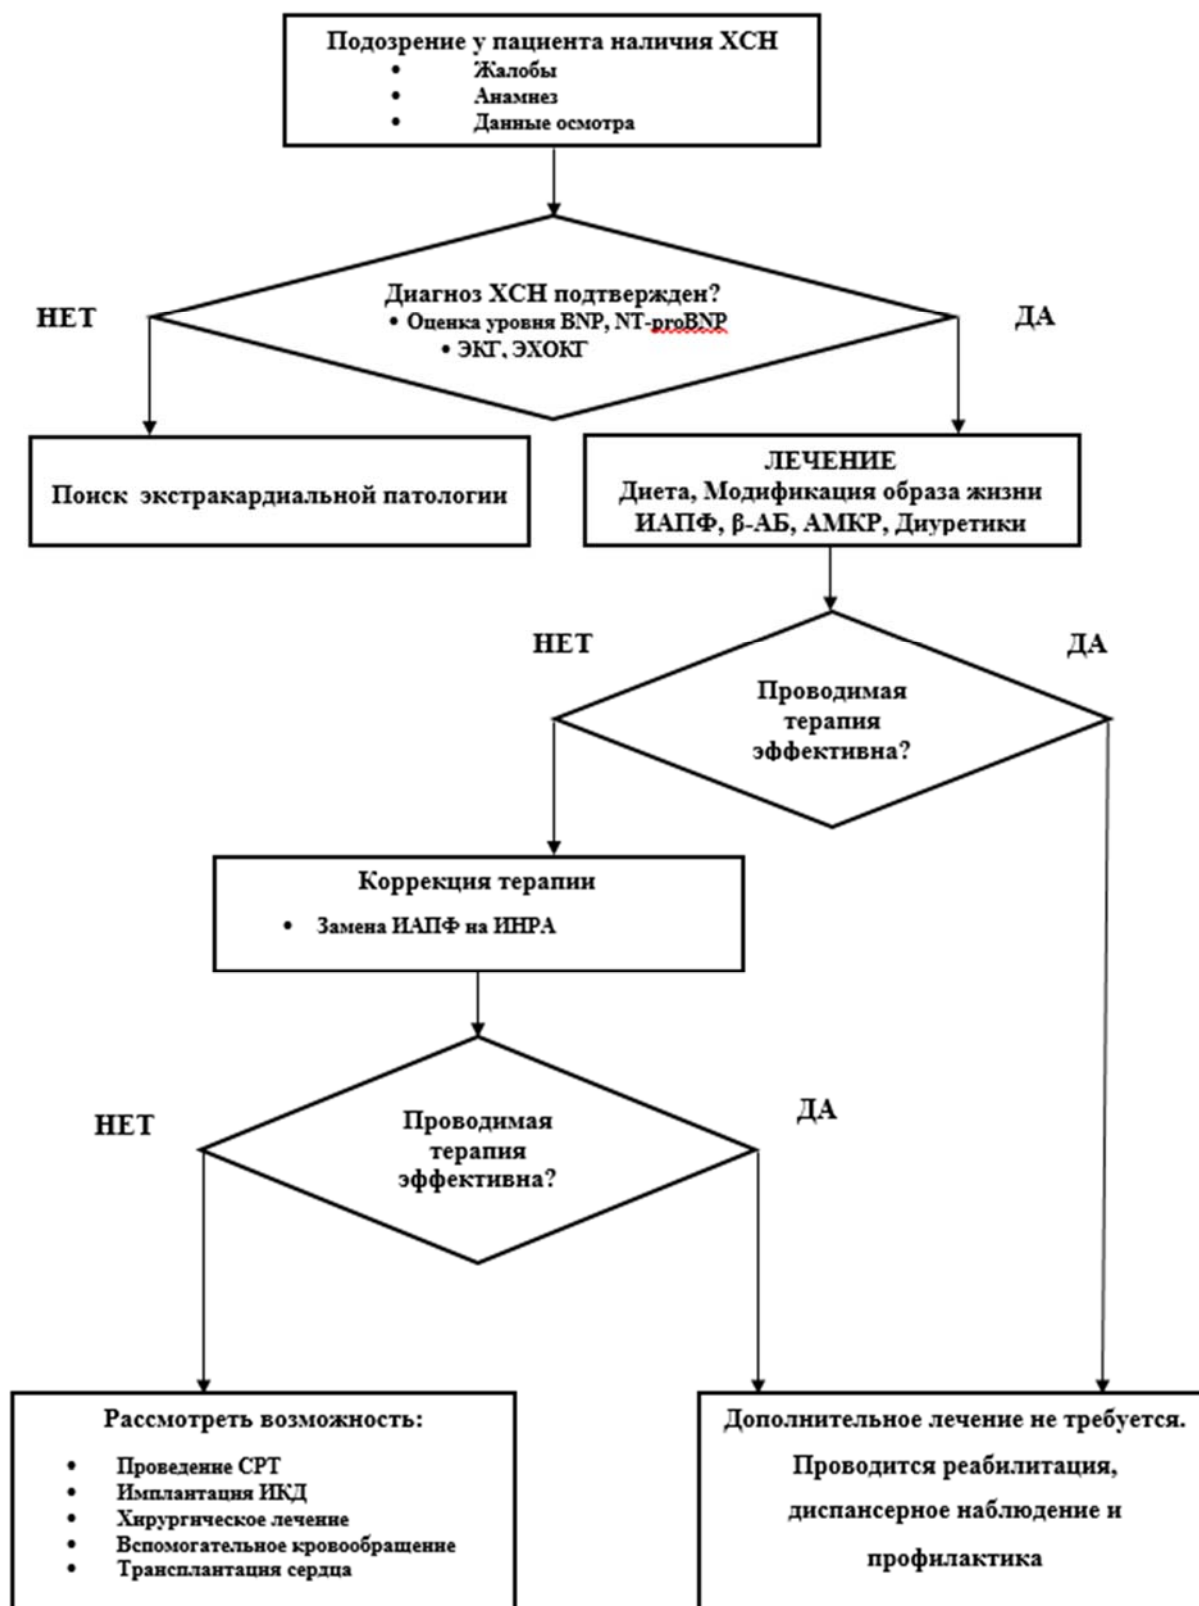 Подозрение у пациента наличия ХСН
• Жалобы
• Анамнез
• Данные осмотра
НЕТ
ДА
Диагноз ХСН подтвержден?
• Оценка уровня BNP, NT-proBNP
• ЭКГ, ЭХОКГ
Поиск экстракардиальной патологии
ЛЕЧЕНИЕ
Диета, Модификация образа жизни
ИАПФ, β-АБ, АМКР, Диуретики
НЕТ
ДА
Проводимая
терапия
эффективна?
Коррекция терапии
• Замена ИАПФ на ИНРА
НЕТ
ДА
Проводимая
терапия
эффективна?
Рассмотреть возможность:
• Проведение СРТ
• Имплантация ИКД
• Хирургическое лечение
• Вспомогательное кровообращение
• Трансплантация сердца
Дополнительное лечение не требуется.
Проводится реабилитация,
диспансерное наблюдение и
профилактика